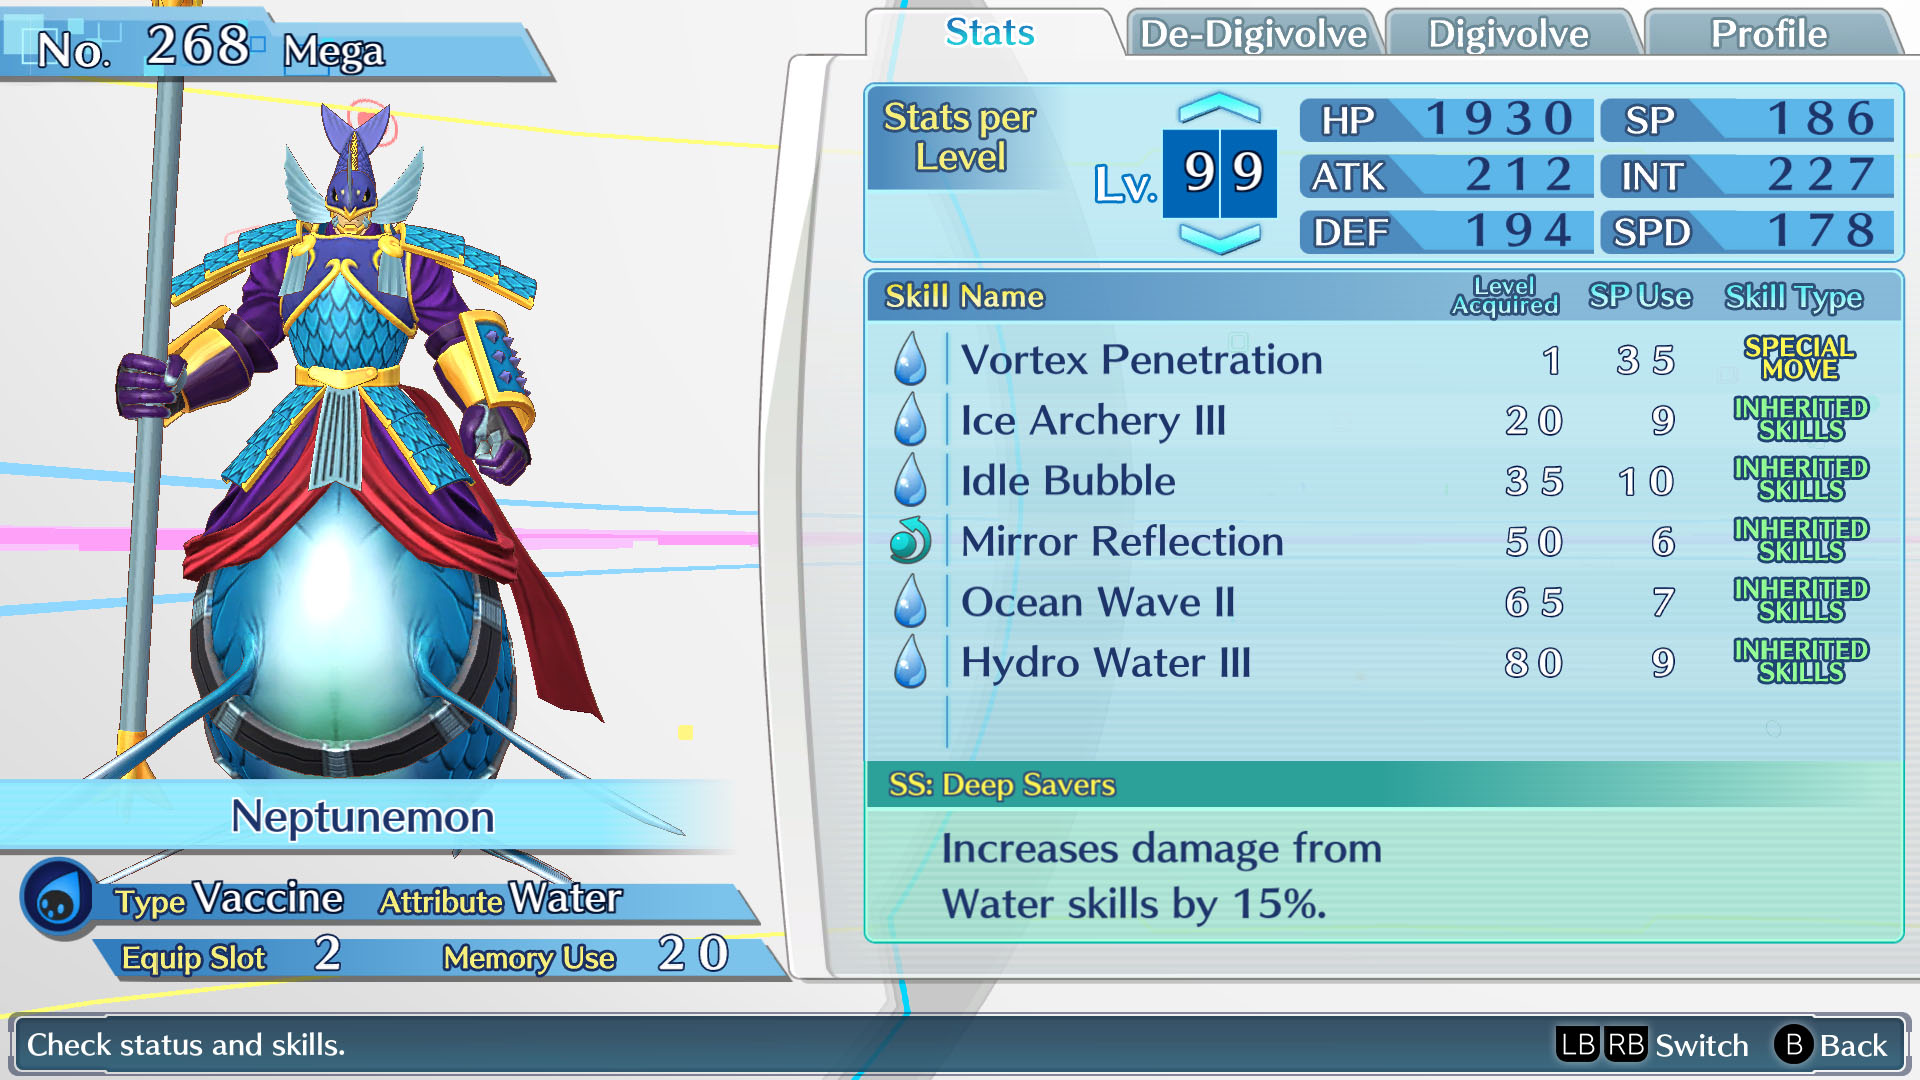 No. 268 Mega
Stats
De-Digivolve
Digivolve
Profile
Stats per
Level
Lv. 99
HP 1930
SP 186
ATK 212
INT 227
DEF 194
SPD 178
Skill Name
Level
Acquired
SP Use
Skill Type
Vortex Penetration 1 35 SPECIAL
MOVE
Ice Archery III 20 9 INHERITED
SKILLS
Idle Bubble 35 10 INHERITED
SKILLS
Mirror Reflection 50 6 INHERITED
SKILLS
Ocean Wave II 65 7 INHERITED
SKILLS
Hydro Water III 80 9 INHERITED
SKILLS
SS: Deep Savers
Increases damage from
Water skills by 15%.
Neptunemon
Type Vaccine Attribute Water
Equip Slot 2 Memory Use 20
Check status and skills.
LB RB Switch B Back